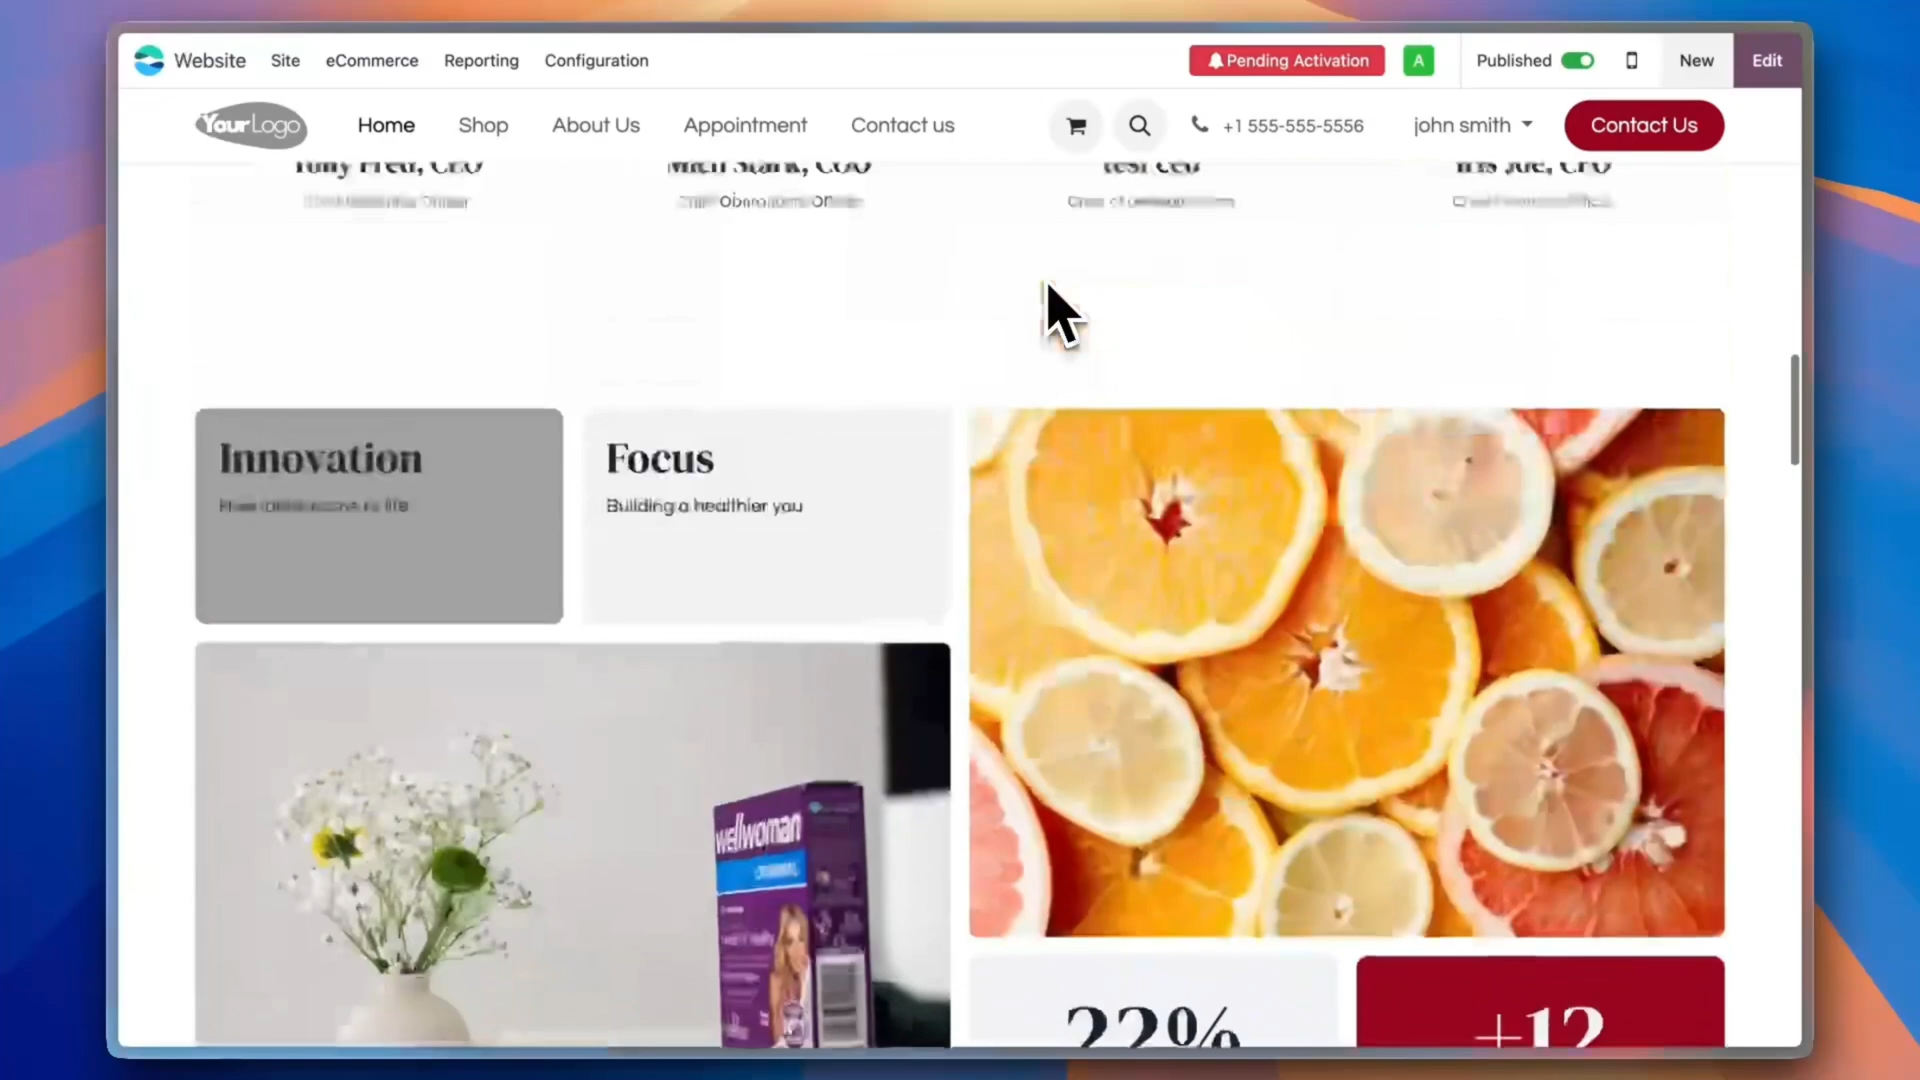 Website Site eCommerce Reporting Configuration Pending Activation A Published New Edit
YourLogo Home Shop About Us Appointment Contact us +1 555-555-5556 john smith Contact Us
Tony Fred, CEO Mich Stark, COO test ceo Iris Joe, CFO
Innovation Focus
Building a healthier you
wellwoman
22% +12